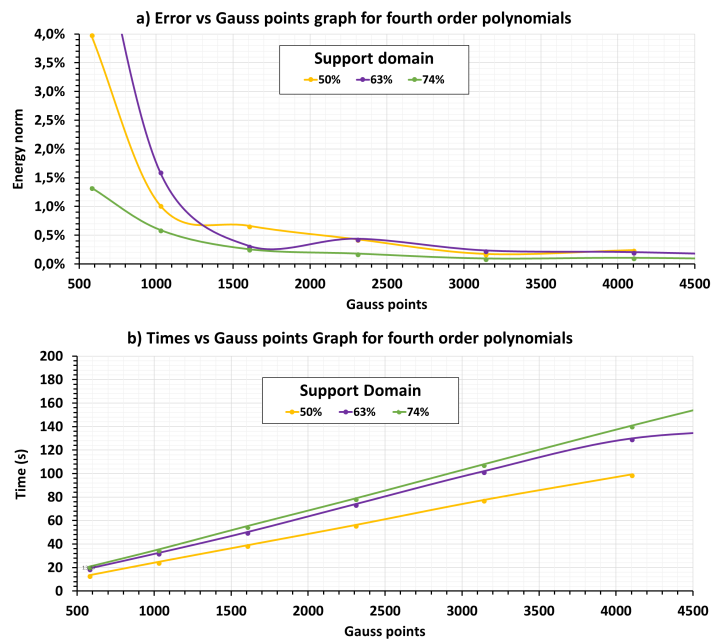 a) Error vs Gauss points graph for fourth order polynomials
4,0%
3,5%
3,0%
2,5%
2,0%
1,5%
1,0%
0,5%
0,0%
Energy norm
Support domain
50% 63% 74%
500 1000 1500 2000 2500 3000 3500 4000 4500
Gauss points
b) Times vs Gauss points Graph for fourth order polynomials
200
180
160
140
120
100
80
60
40
20
0
Time (s)
Support Domain
50% 63% 74%
500 1000 1500 2000 2500 3000 3500 4000 4500
Gauss points